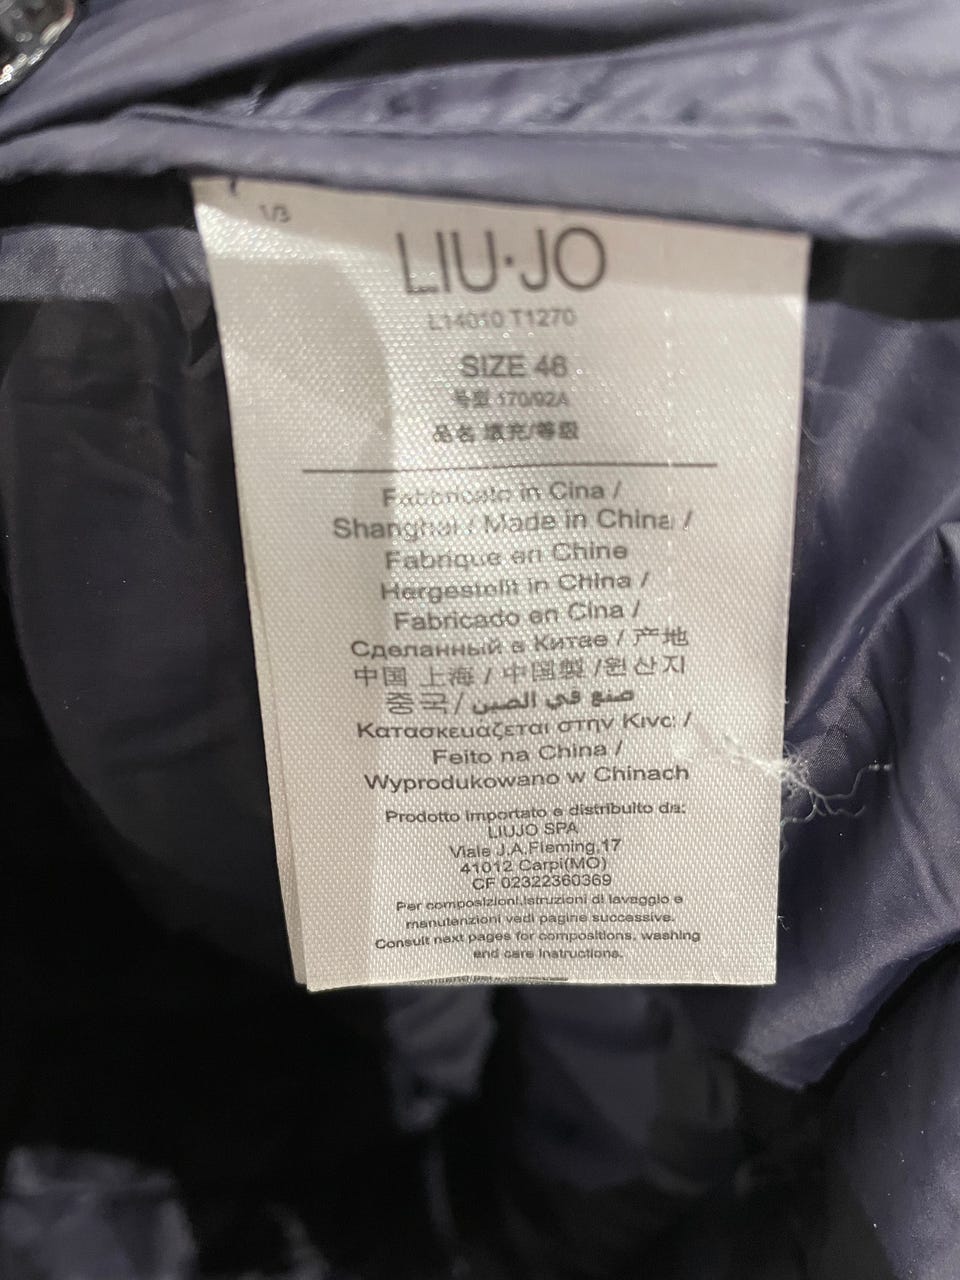 1/3
LIU·JO
L14010 T1270
SIZE 46
号型 170/92A
品名 填充/等级
Fabbricato in Cina /
Shanghai / Made in China /
Fabrique en Chine
Hergestellt in China /
Fabricado en Cina /
Сделанный в Китае / 产地
中国 上海 / 中国製 /원산지
중국/ صنع في الصين
Κατασκευάζεται στην Κίνα /
Feito na China /
Wyprodukowano w Chinach
Prodotto importato e distribuito da:
LIUJO SPA
Viale J.A.Fleming,17
41012 Carpi(MO)
CF 02322360369
Per composizioni,istruzioni di lavaggio e
manutenzioni vedi pagine successive.
Consult next pages for compositions, washing
and care instructions.